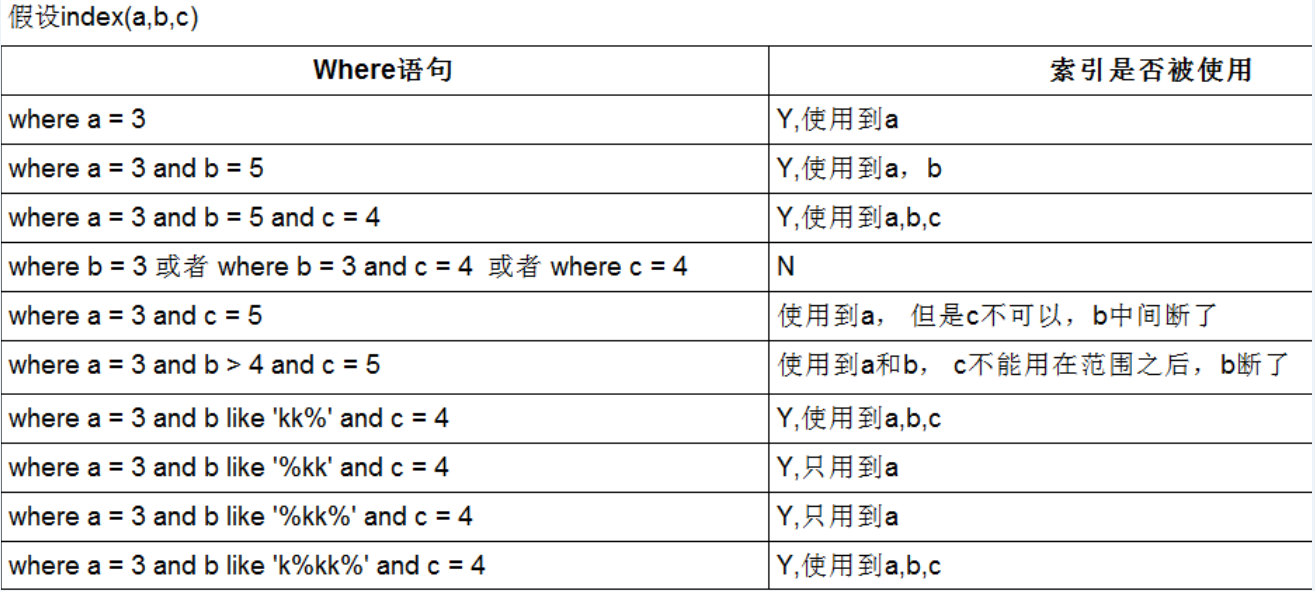 假设index(a,b,c)
Where语句 索引是否被使用
where a = 3 Y,使用到a
where a = 3 and b = 5 Y,使用到a，b
where a = 3 and b = 5 and c = 4 Y,使用到a,b,c
where b = 3 或者 where b = 3 and c = 4 或者 where c = 4 N
where a = 3 and c = 5 使用到a， 但是c不可以，b中间断了
where a = 3 and b > 4 and c = 5 使用到a和b， c不能用在范围之后，b断了
where a = 3 and b like 'kk%' and c = 4 Y,使用到a,b,c
where a = 3 and b like '%kk' and c = 4 Y,只用到a
where a = 3 and b like '%kk%' and c = 4 Y,只用到a
where a = 3 and b like 'k%kk%' and c = 4 Y,使用到a,b,c